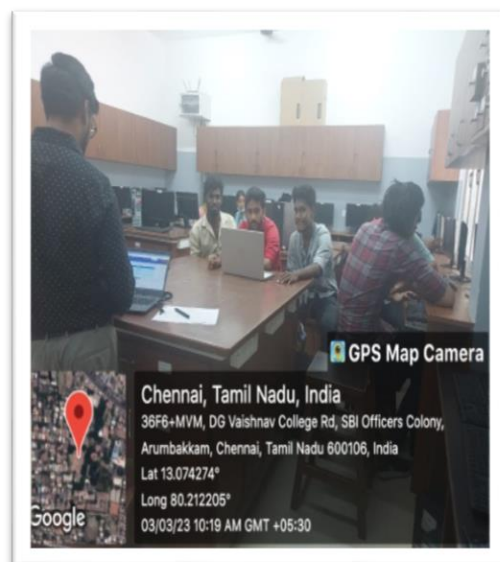 GPS Map Camera
Chennai, Tamil Nadu, India
36F6+MVM, DG Vaishnav College Rd, SBI Officers Colony,
Arumbakkam, Chennai, Tamil Nadu 600106, India
Lat 13.074274°
Long 80.212205°
03/03/23 10:19 AM GMT +05:30
Google